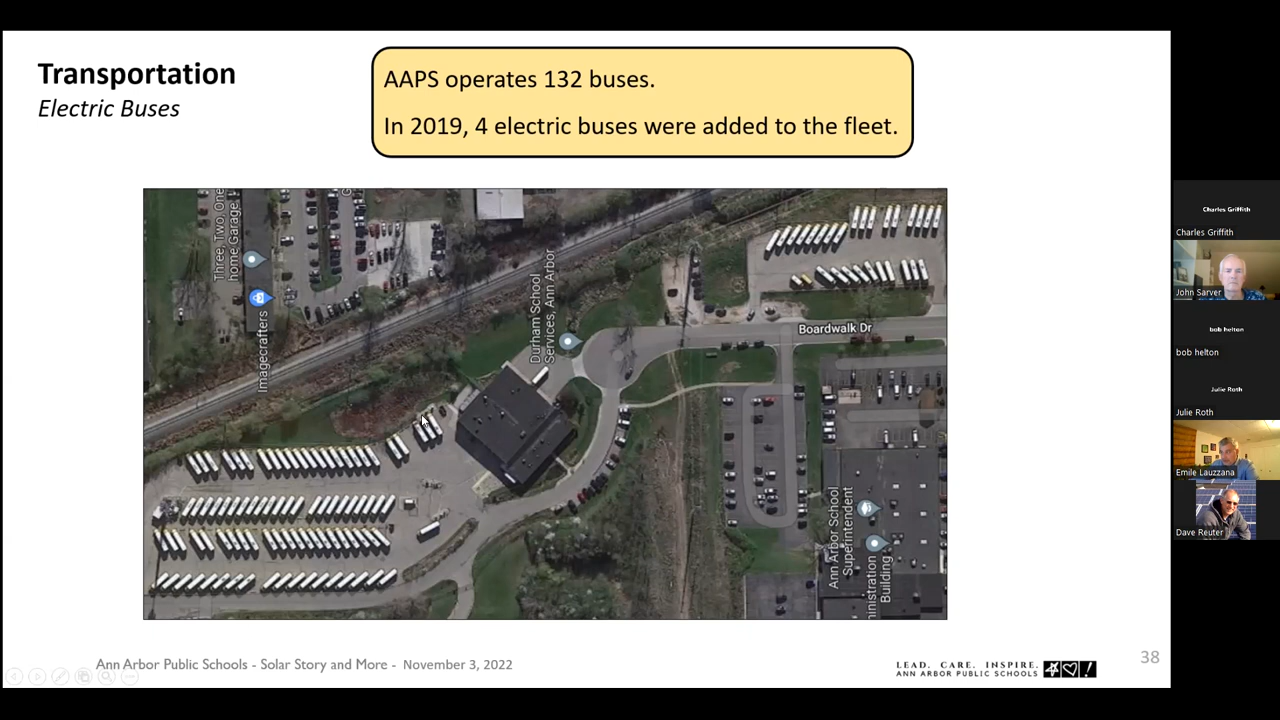 Transportation
Electric Buses
AAPS operates 132 buses.
In 2019, 4 electric buses were added to the fleet.
Three, Two, One
home Garage
G
Imagecrafters
Durham School
Services, Ann Arbor
Boardwalk Dr
Ann Arbor School
Superintendent
ministration
Building
Ann Arbor Public Schools - Solar Story and More - November 3, 2022
LEAD. CARE. INSPIRE.
ANN ARBOR PUBLIC SCHOOLS
38
Charles Griffith
Charles Griffith
John Sarver
bob helton
bob helton
Julie Roth
Julie Roth
Emile Lauzzana
Dave Reuter